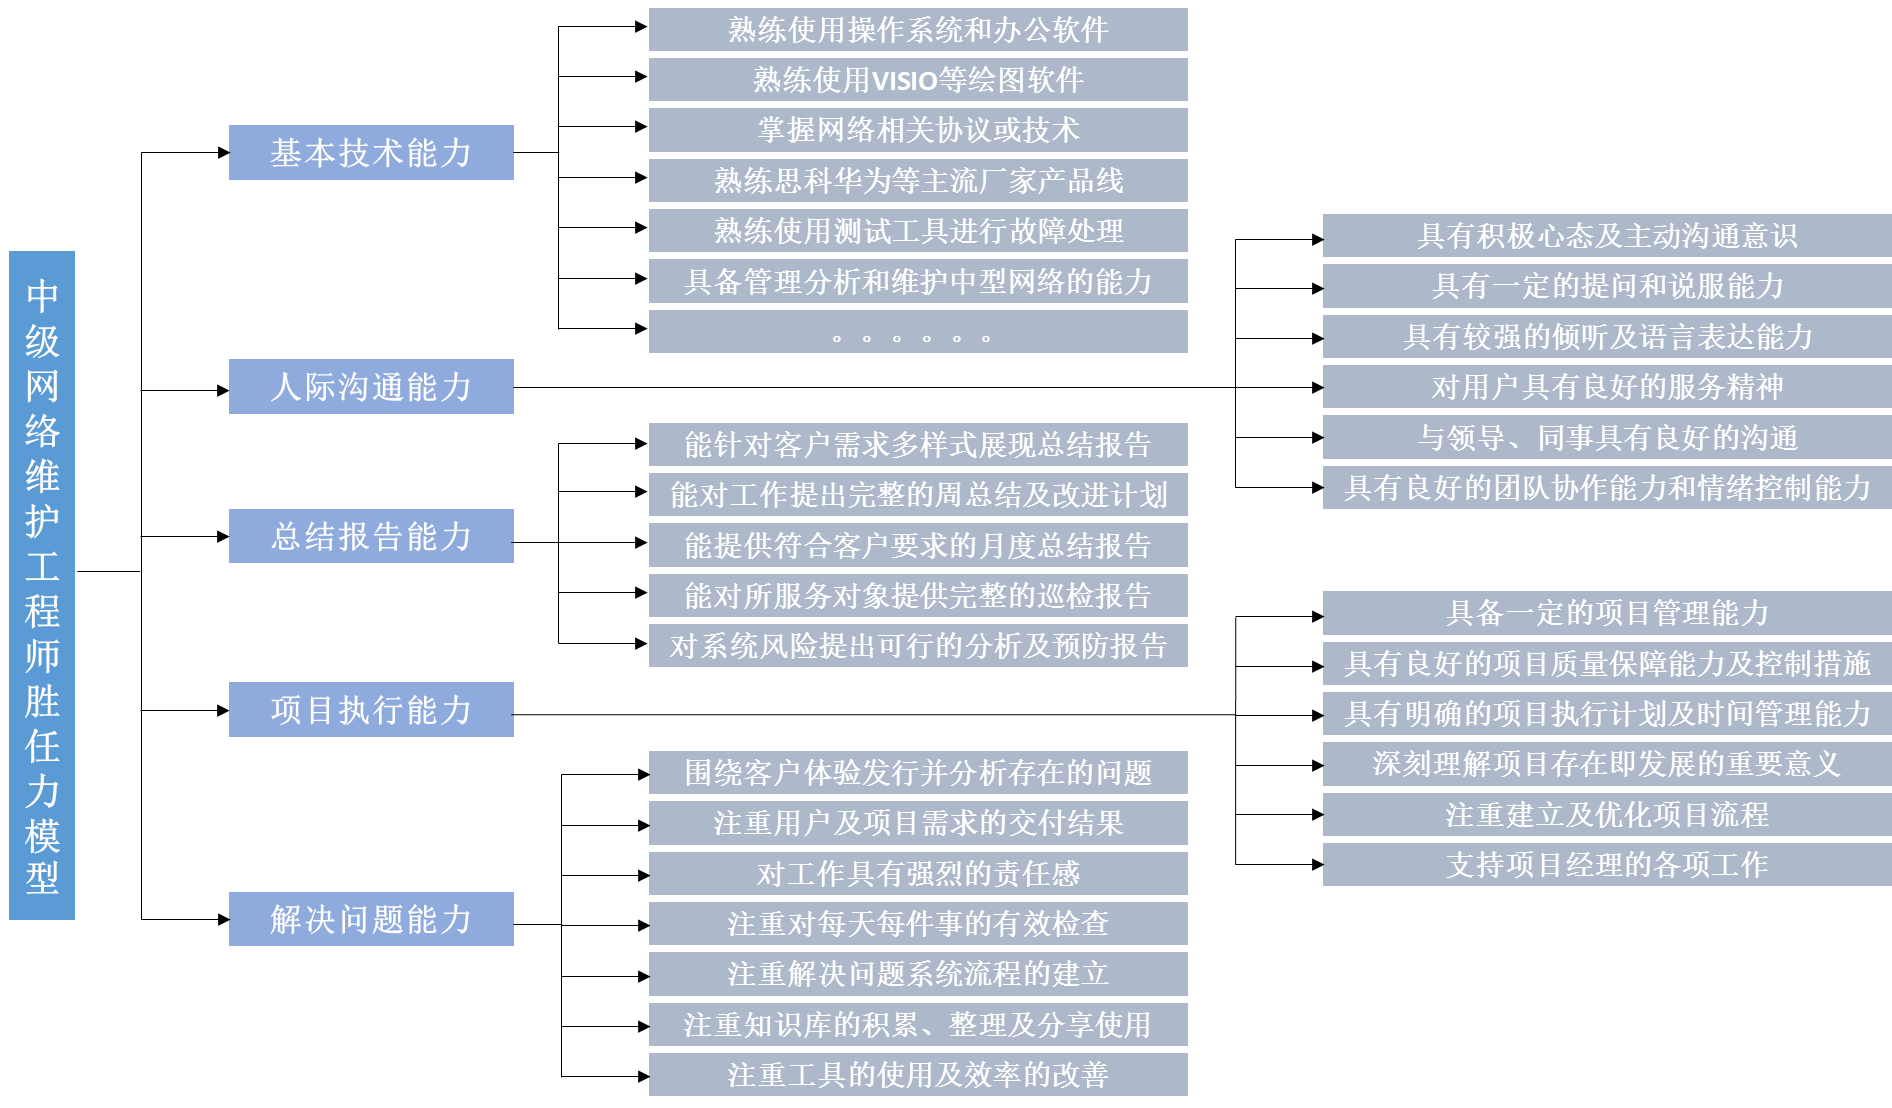 中级网络维护工程师胜任力模型
基本技术能力
熟练使用操作系统和办公软件
熟练使用VISIO等绘图软件
掌握网络相关协议或技术
熟练思科华为等主流厂家产品线
熟练使用测试工具进行故障处理
具备管理分析和维护中型网络的能力
。。。。。。
人际沟通能力
具有积极心态及主动沟通意识
具有一定的提问和说服能力
具有较强的倾听及语言表达能力
对用户具有良好的服务精神
与领导、同事具有良好的沟通
具有良好的团队协作能力和情绪控制能力
总结报告能力
能针对客户需求多样式展现总结报告
能对工作提出完整的周总结及改进计划
能提供符合客户要求的月度总结报告
能对所服务对象提供完整的巡检报告
对系统风险提出可行的分析及预防报告
项目执行能力
具备一定的项目管理能力
具有良好的项目质量保障能力及控制措施
具有明确的项目执行计划及时间管理能力
深刻理解项目存在即发展的重要意义
注重建立及优化项目流程
支持项目经理的各项工作
解决问题能力
围绕客户体验发行并分析存在的问题
注重用户及项目需求的交付结果
对工作具有强烈的责任感
注重对每天每件事的有效检查
注重解决问题系统流程的建立
注重知识库的积累、整理及分享使用
注重工具的使用及效率的改善